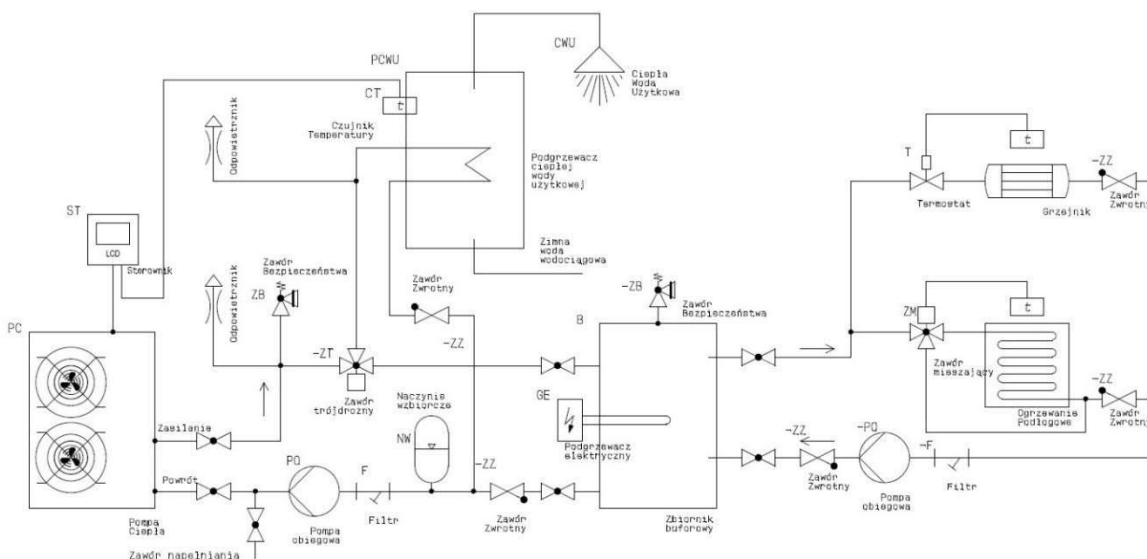 CWU
Ciepła
Woda
Użytkowa
PCWU
CT
t
Czujnik
Temperatury
Odpowietrznik
Podgrzewacz
ciepłej
wody
użytkowej
Zimna
woda
wodociągowa
ST
LCD
Sterownik
T
t
Termostat
Grzejnik
-ZZ
Zawór
Zwrotny
Odpowietrznik
Zawór
Bezpieczeństwa
ZB
Zawór
Zwrotny
-ZZ
-ZT
Zawór
trójdrożny
B
-ZB
Zawór
Bezpieczeństwa
ZM
t
Zawór
mieszający
Ogrzewanie
Podłogowe
-ZZ
Zawór
Zwrotny
PC
Zasilanie
Powrót
Pompa
Ciepła
Zawór napełniania
PO
Pompa
obiegowa
F
Filtr
Naczynie
wzbiorcze
NW
-ZZ
Zawór
Zwrotny
GE
Podgrzewacz
elektryczny
Zbiornik
buforowy
-ZZ
Zawór
Zwrotny
-PO
Pompa
obiegowa
-F
Filtr